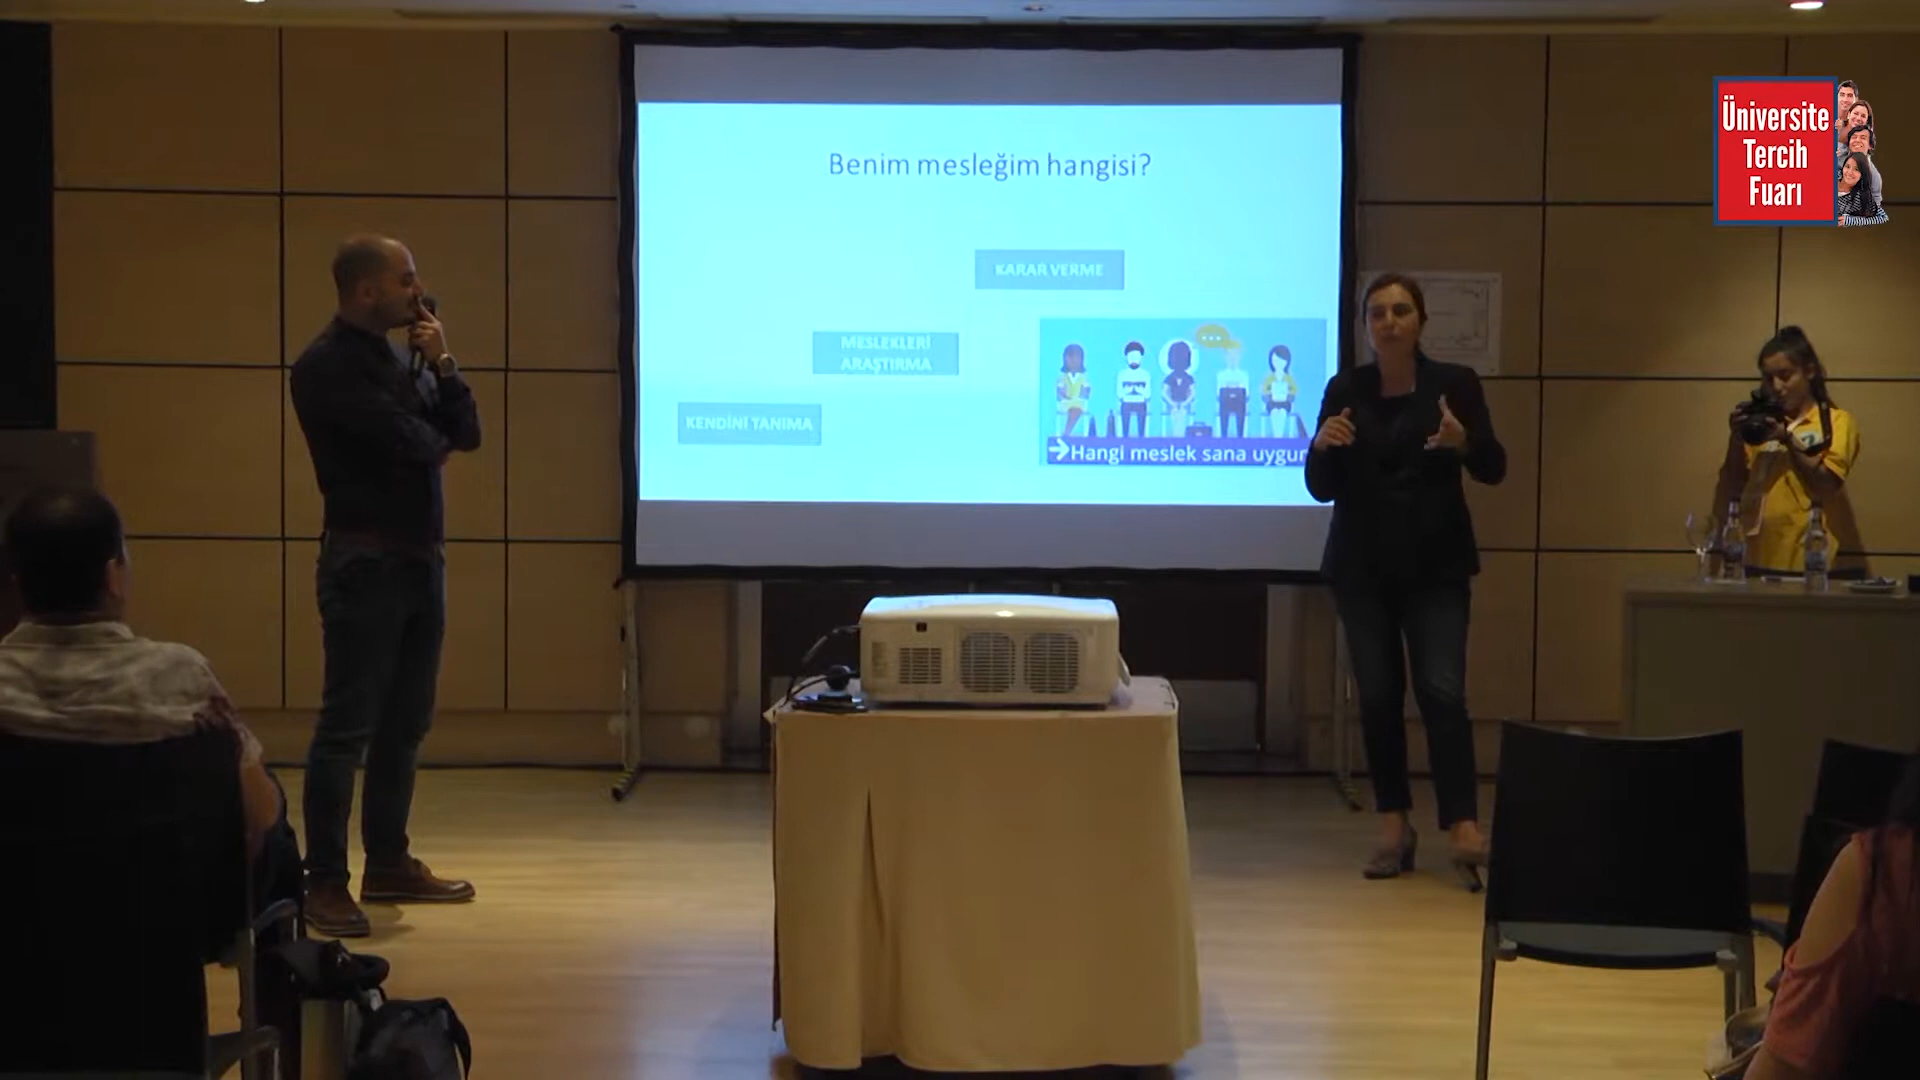 Benim mesleğim hangisi?
KARAR VERME
MESLEKLERİ
ARAŞTIRMA
KENDİNİ TANIMA
Hangi meslek sana uygun
Üniversite
Tercih
Fuarı